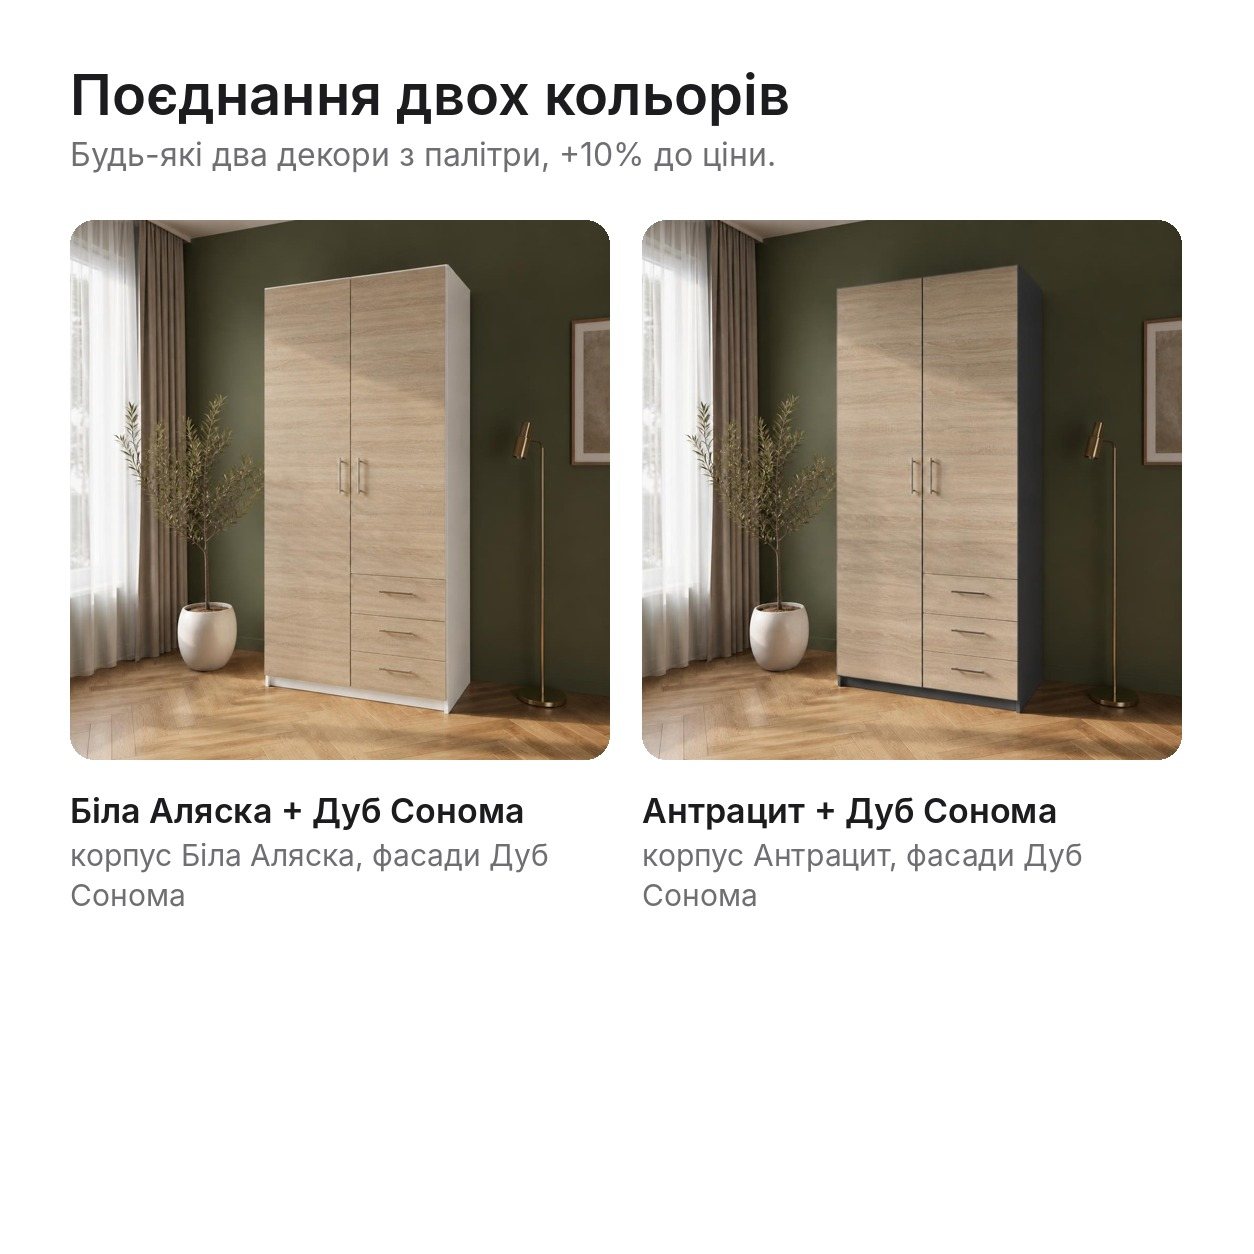 Поєднання двох кольорів
Будь-які два декори з палітри, +10% до ціни.
Біла Аляска + Дуб Сонома
корпус Біла Аляска, фасади Дуб
Сонома
Антрацит + Дуб Сонома
корпус Антрацит, фасади Дуб
Сонома